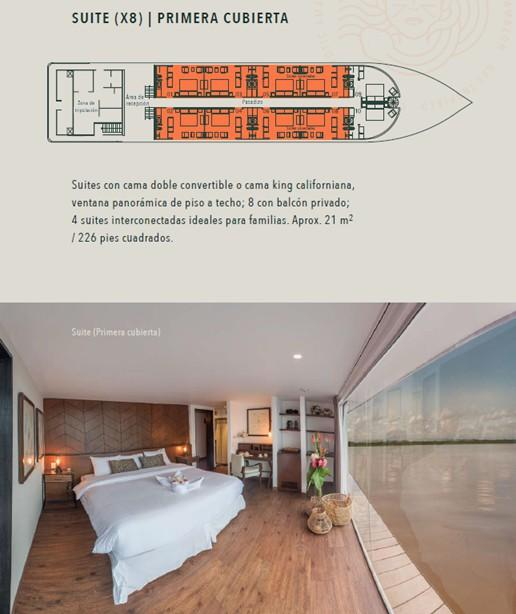 SUITE (X8) | PRIMERA CUBIERTA
Zona de
tripulación
Área de
recepción
Pasadizo
Suites con cama doble convertible o cama king californiana,
ventana panorámica de piso a techo; 8 con balcón privado;
4 suites interconectadas ideales para familias. Aprox. 21 m²
/ 226 pies cuadrados.
Suite (Primera cubierta)